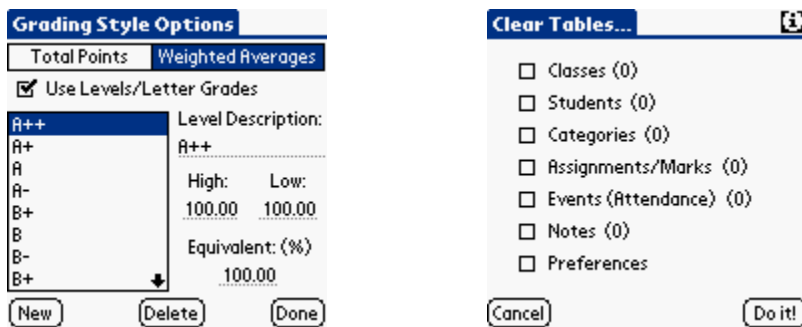 Grading Style Options
Total Points Weighted Averages
Use Levels/Letter Grades
A++
A+
A
A-
B+
B
B-
B+
Level Description:
A++
High: Low:
100.00 100.00
Equivalent: (%)
100.00
New Delete Done
Clear Tables... i
Classes (0)
Students (0)
Categories (0)
Assignments/Marks (0)
Events (Attendance) (0)
Notes (0)
Preferences
Cancel Do it!